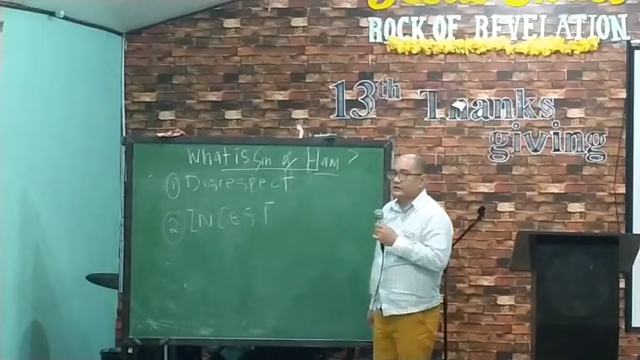 ROCK OF REVELATION
13th Thanks
giving
What is Sin of Ham?
① Disrespect
② INCEST